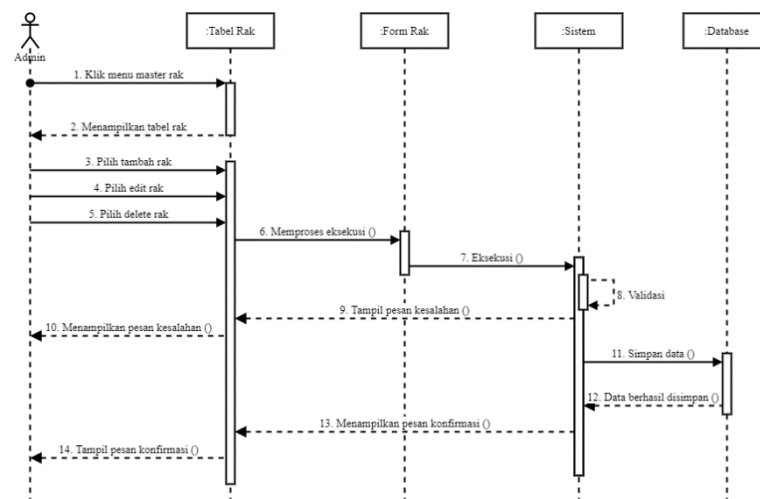 :Tabel Rak
:Form Rak
:Sistem
:Database
Admin
1. Klik menu master rak
2. Menampilkan tabel rak
3. Pilih tambah rak
4. Pilih edit rak
5. Pilih delete rak
6. Memproses eksekusi ()
7. Eksekusi ()
8. Validasi
9. Tampil pesan kesalahan ()
10. Menampilkan pesan kesalahan ()
11. Simpan data ()
12. Data berhasil disimpan ()
13. Menampilkan pesan konfirmasi ()
14. Tampil pesan konfirmasi ()